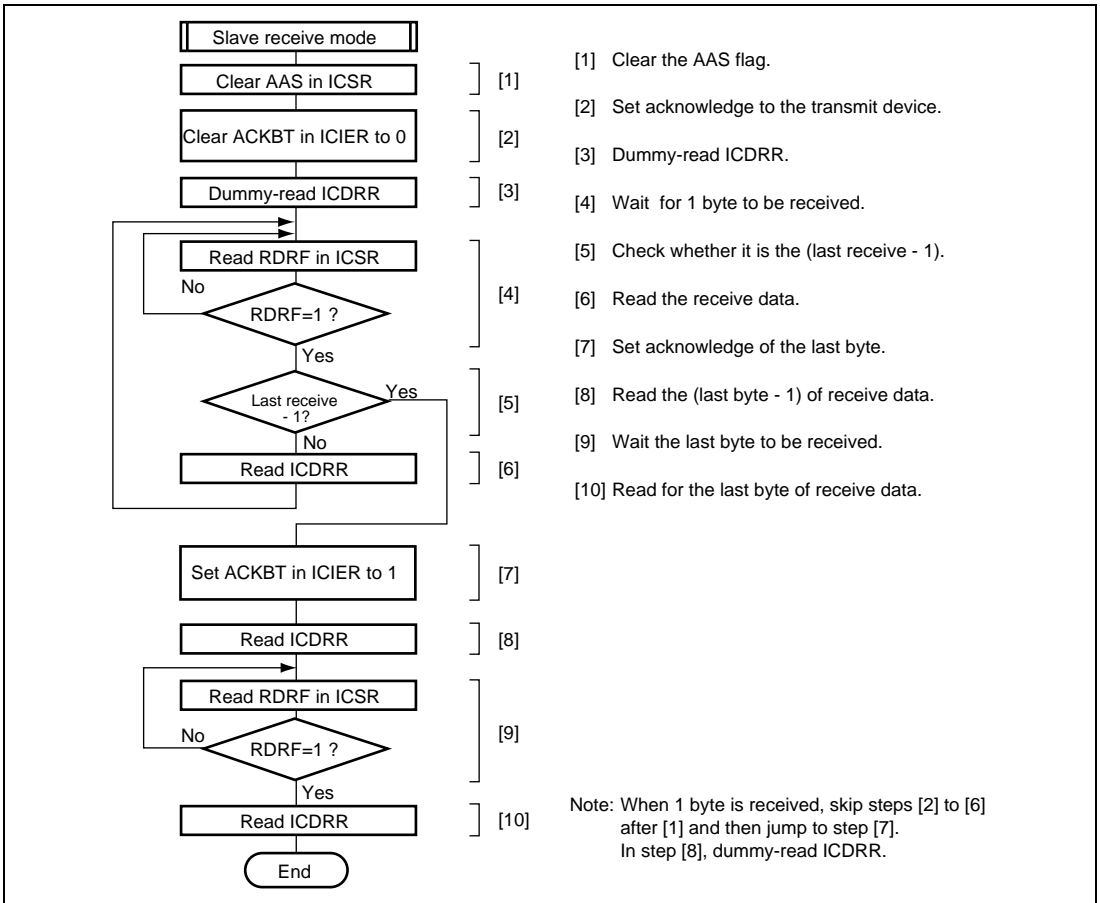 Slave receive mode
Clear AAS in ICSR
[1]
Clear ACKBT in ICIER to 0
[2]
Dummy-read ICDRR
[3]
Read RDRF in ICSR
No
RDRF=1 ?
[4]
Yes
Last receive
- 1?
Yes
[5]
No
Read ICDRR
[6]
Set ACKBT in ICIER to 1
[7]
Read ICDRR
[8]
Read RDRF in ICSR
No
RDRF=1 ?
[9]
Yes
Read ICDRR
[10]
End
[1] Clear the AAS flag.
[2] Set acknowledge to the transmit device.
[3] Dummy-read ICDRR.
[4] Wait for 1 byte to be received.
[5] Check whether it is the (last receive - 1).
[6] Read the receive data.
[7] Set acknowledge of the last byte.
[8] Read the (last byte - 1) of receive data.
[9] Wait the last byte to be received.
[10] Read for the last byte of receive data.
Note: When 1 byte is received, skip steps [2] to [6]
after [1] and then jump to step [7].
In step [8], dummy-read ICDRR.